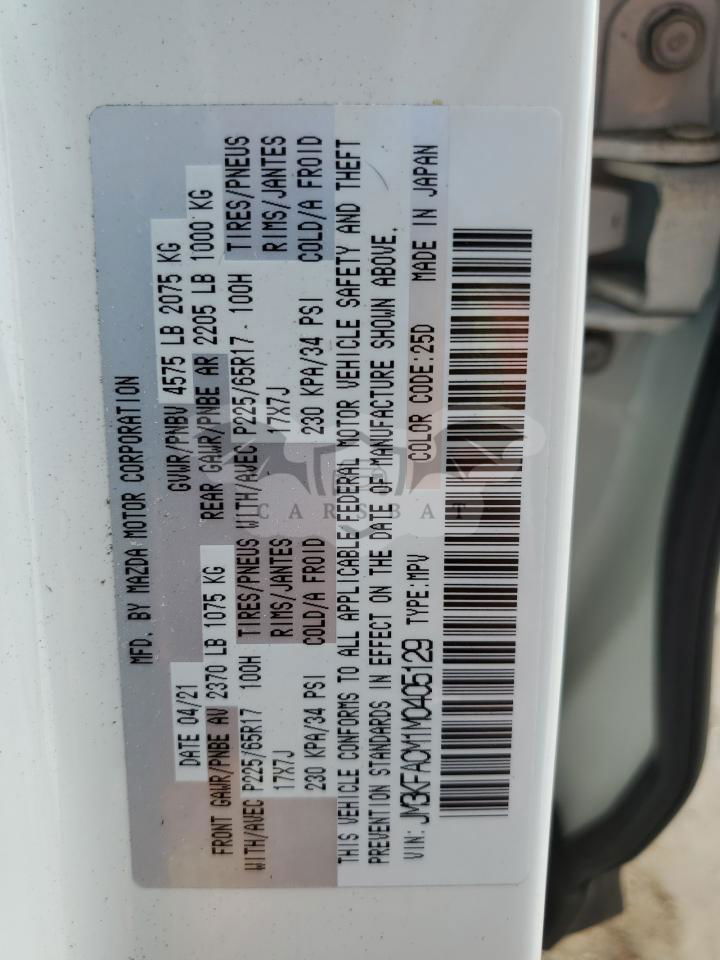 MFD. BY MAZDA MOTOR CORPORATION
DATE 04/21 GVWR/PNBV 4575 LB 2075 KG
FRONT GAWR/PNBE AV 2370 LB 1075 KG REAR GAWR/PNBE AR 2205 LB 1000 KG
WITH/AVEC P225/65R17 100H TIRES/PNEUS WITH/AVEC P225/65R17 100H TIRES/PNEUS
17X7J RIMS/JANTES 17X7J RIMS/JANTES
230 KPA/34 PSI COLD/A FROID 230 KPA/34 PSI COLD/A FROID
THIS VEHICLE CONFORMS TO ALL APPLICABLE FEDERAL MOTOR VEHICLE SAFETY AND THEFT
PREVENTION STANDARDS IN EFFECT ON THE DATE OF MANUFACTURE SHOWN ABOVE.
VIN: JM3KFACM1M0405129 TYPE:MPV COLOR CODE:25D MADE IN JAPAN
CARSBAT